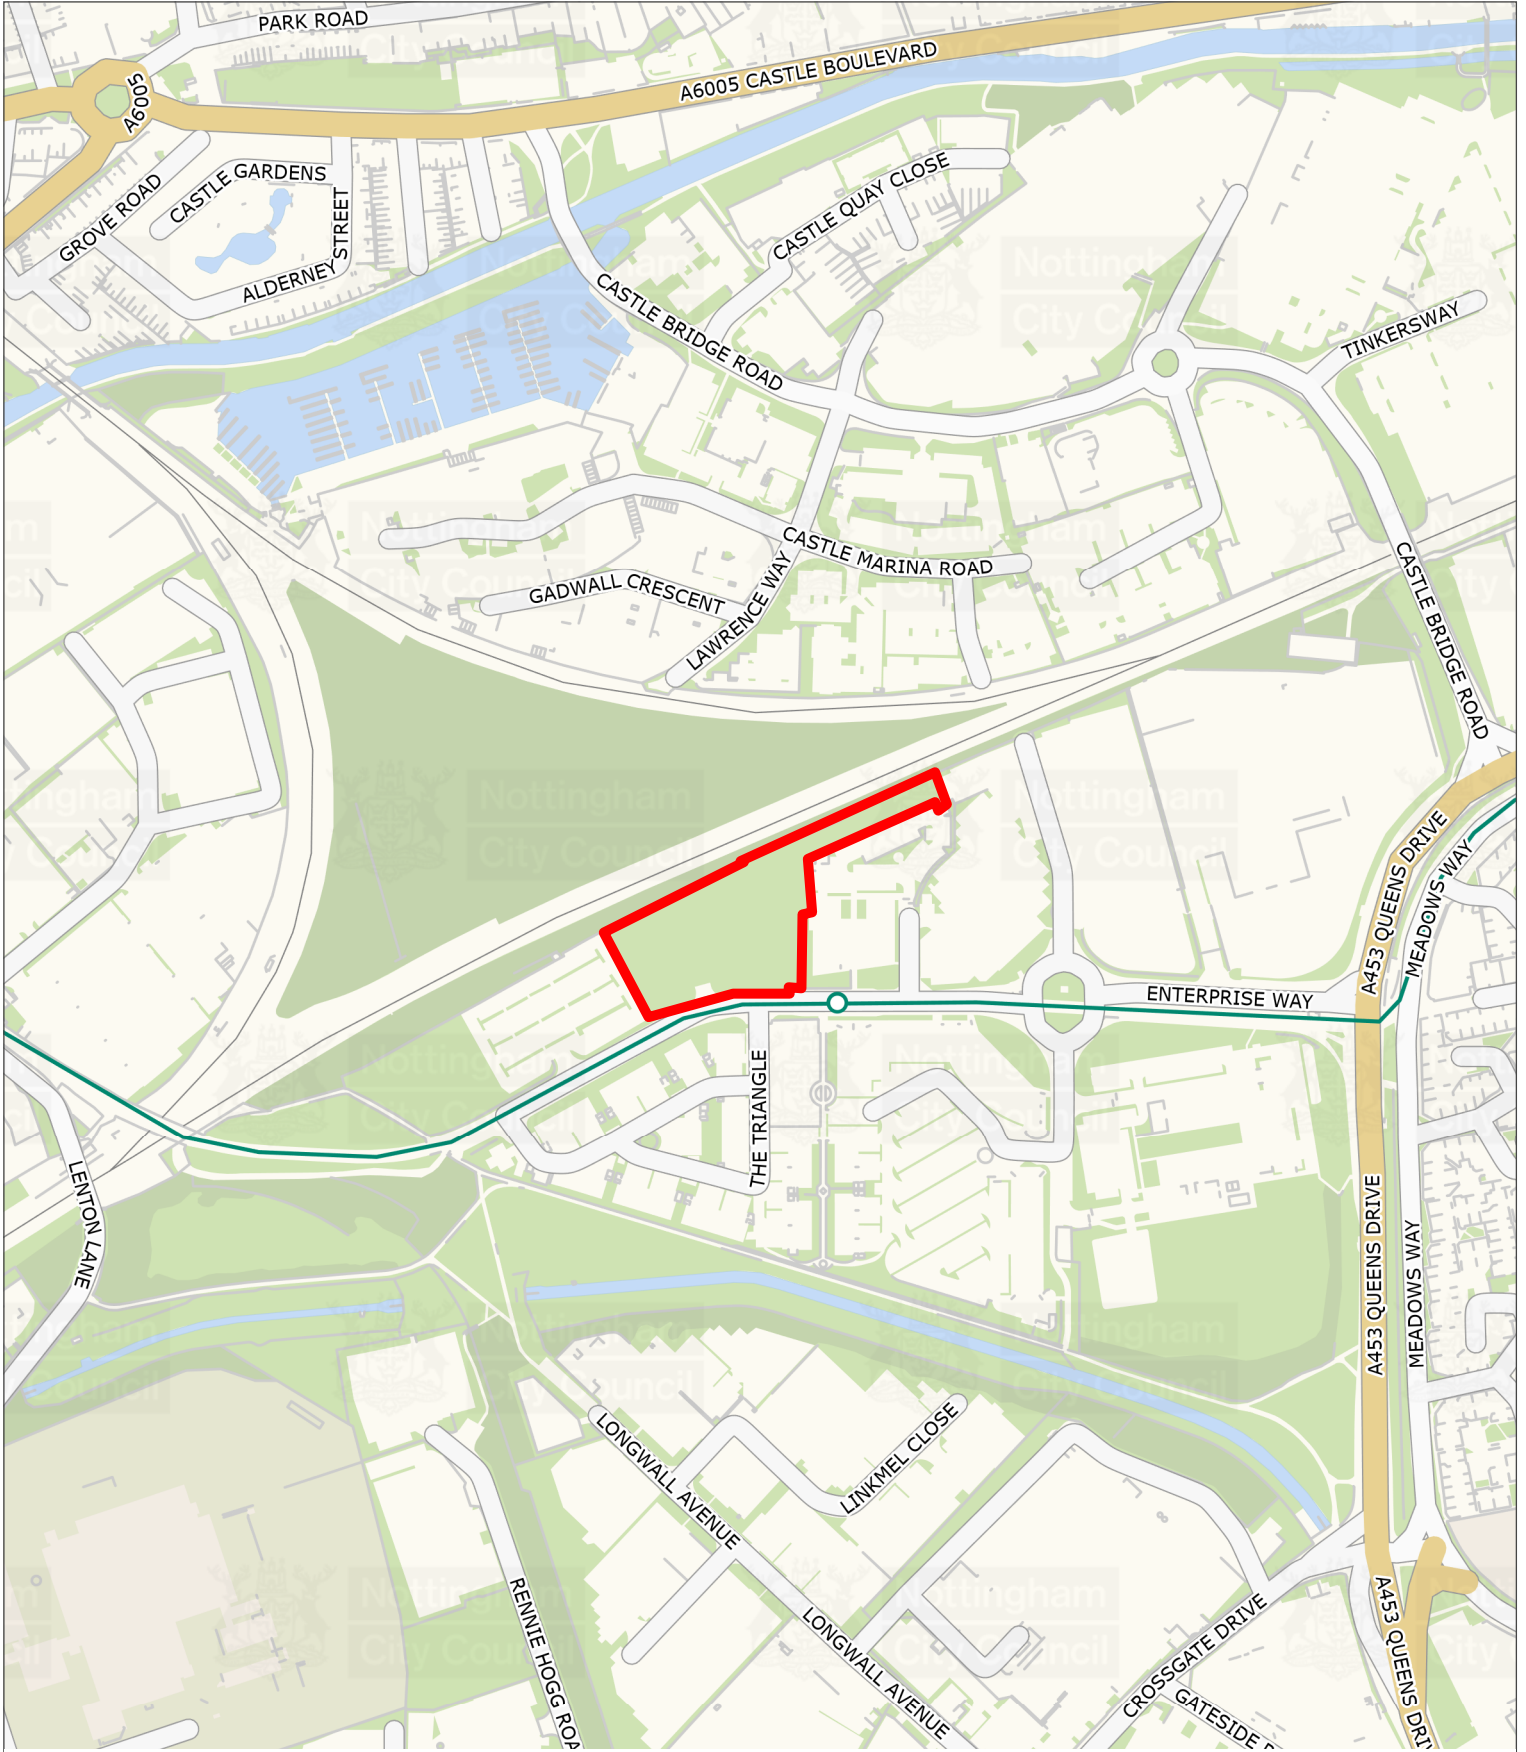 PARK ROAD
A6005 CASTLE BOULEVARD
A6005
CASTLE GARDENS
GROVE ROAD
ALDERNEY STREET
CASTLE QUAY CLOSE
CASTLE BRIDGE ROAD
TINKERSWAY
CASTLE MARINA ROAD
GADWALL CRESCENT
LAWRENCE WAY
CASTLE BRIDGE ROAD
Nottingham
City Council
A453 QUEENS DRIVE
MEADOWS WAY
ENTERPRISE WAY
THE TRIANGLE
LENTON LANE
A453 QUEENS DRIVE
MEADOWS WAY
LONGWALL AVENUE
LINKMEL CLOSE
RENNIE HOGG ROA
LONGWALL AVENUE
CROSSGATE DRIVE
GATESIDE
A453 QUEENS DRI